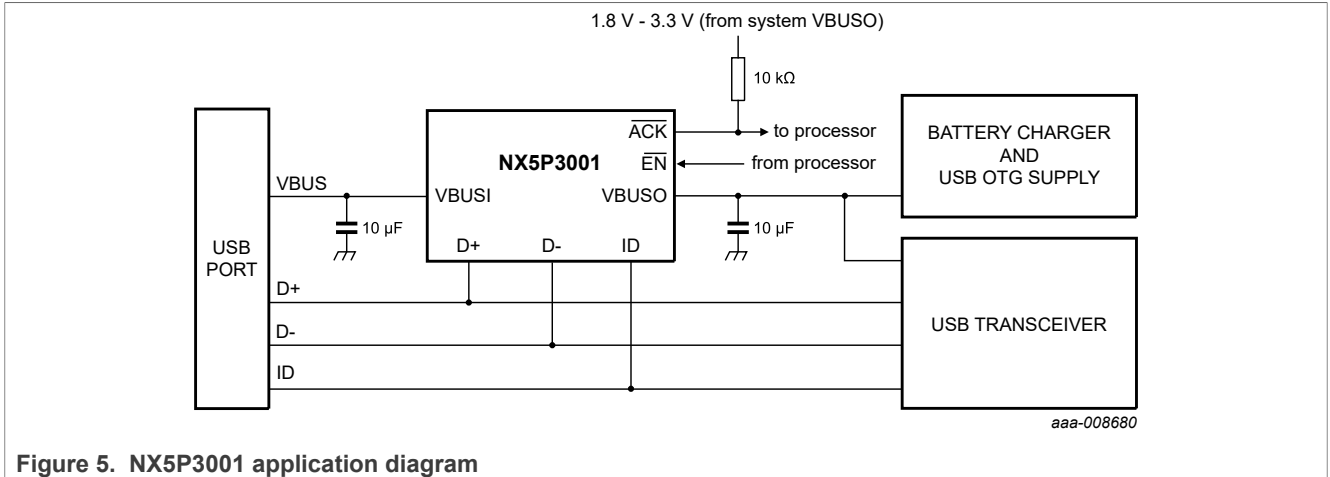 1.8 V - 3.3 V (from system VBUSO)
10 kΩ
ACK
to processor
NX5P3001
EN
from processor
BATTERY CHARGER
AND
USB OTG SUPPLY
VBUS
VBUSI
VBUSO
10 μF
10 μF
D+
D-
ID
USB
PORT
D+
D-
ID
USB TRANSCEIVER
aaa-008680
Figure 5. NX5P3001 application diagram